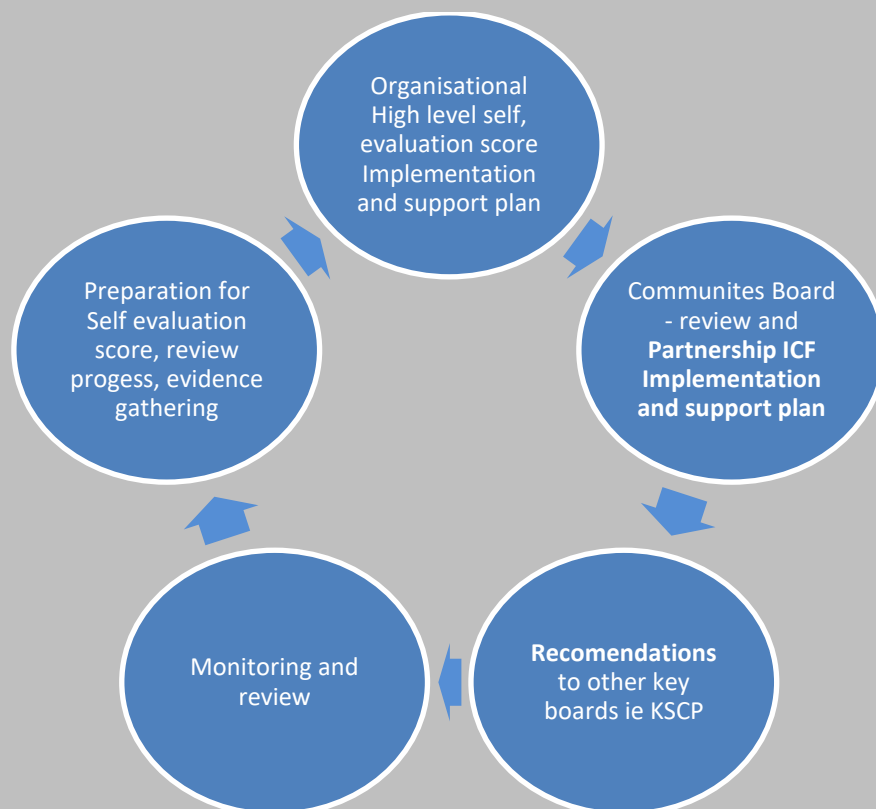 Organisational
High level self,
evaluation score
Implementation
and support plan
Communites Board
- review and
Partnership ICF
Implementation
and support plan
Recomendations
to other key
boards ie KSCP
Monitoring and
review
Preparation for
Self evaluation
score, review
progess, evidence
gathering